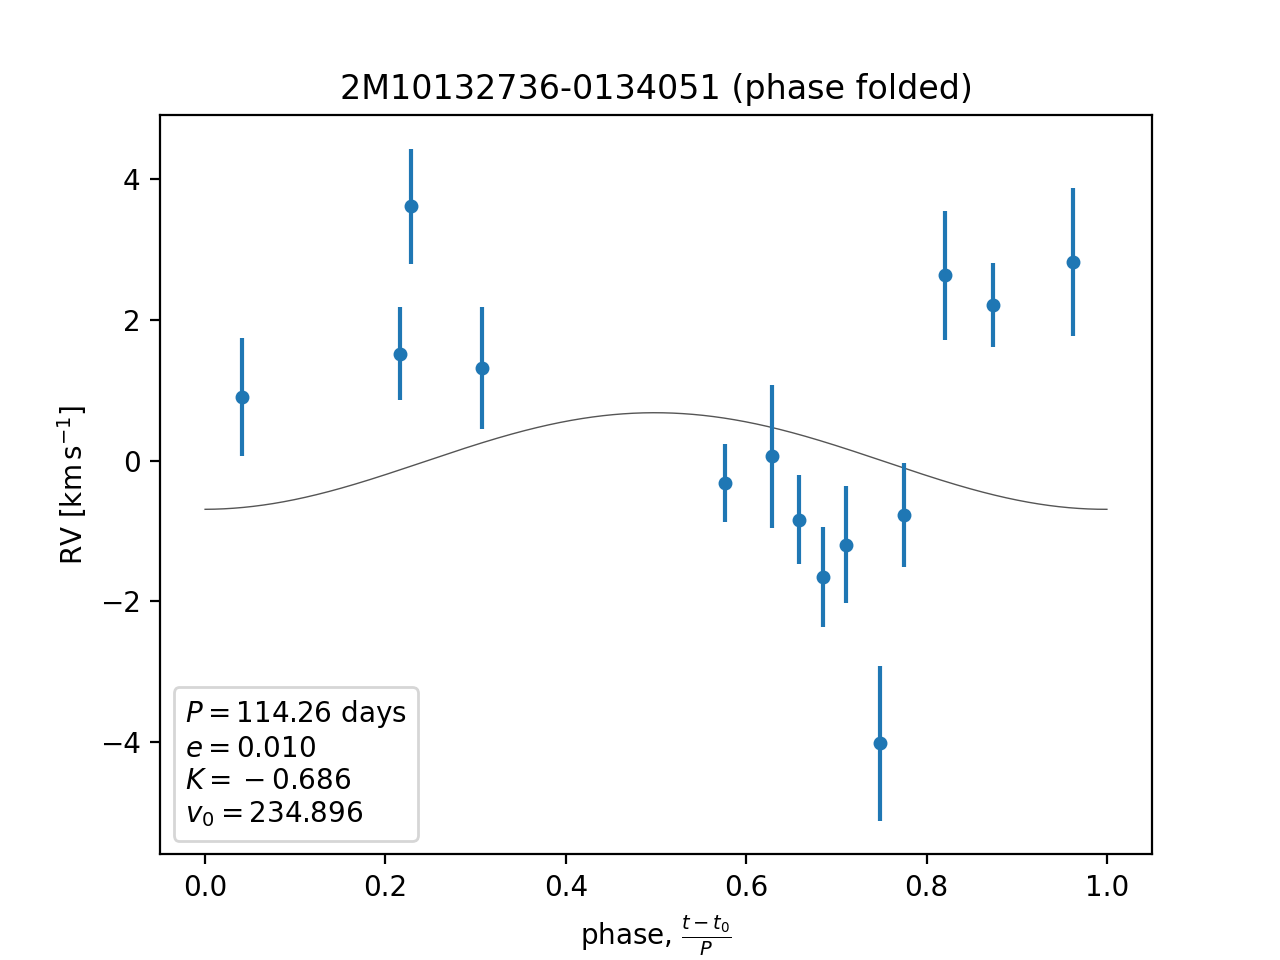 2M10132736-0134051 (phase folded)
RV [km s⁻¹]
4
2
0
−2
−4
P = 114.26 days
e = 0.010
K = −0.686
v₀ = 234.896
0.0 0.2 0.4 0.6 0.8 1.0
phase, (t − t₀)/P